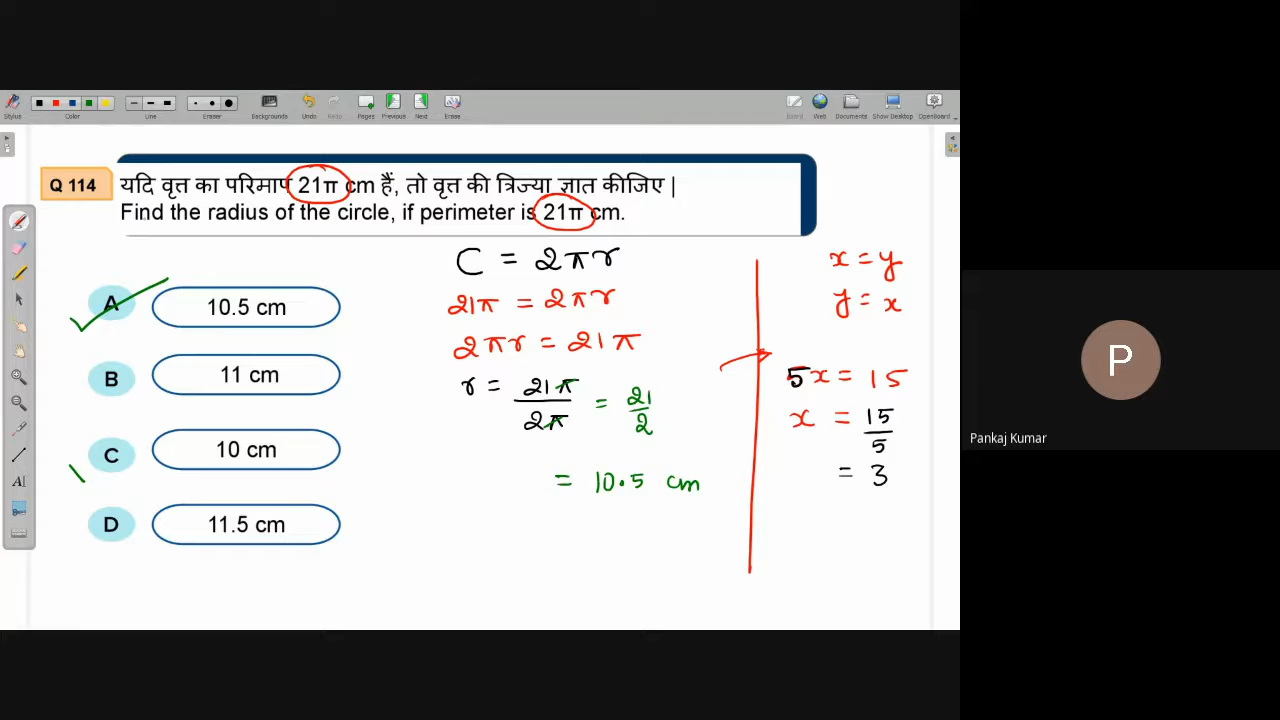 Stylus
Color
Line
Eraser
Backgrounds
Undo
Redo
Pages
Previous
Next
Erase
Board
Web
Documents
Show Desktop
OpenBoard
Q 114
यदि वृत्त का परिमाप 21π cm हैं, तो वृत्त की त्रिज्या ज्ञात कीजिए |
Find the radius of the circle, if perimeter is 21π cm.
A
10.5 cm
B
11 cm
C
10 cm
D
11.5 cm
C = 2πr
21π = 2πr
2πr = 21π
r = 21π/2π = 21/2
= 10.5 cm
x = y
y = x
5x = 15
x = 15/5
= 3
P
Pankaj Kumar